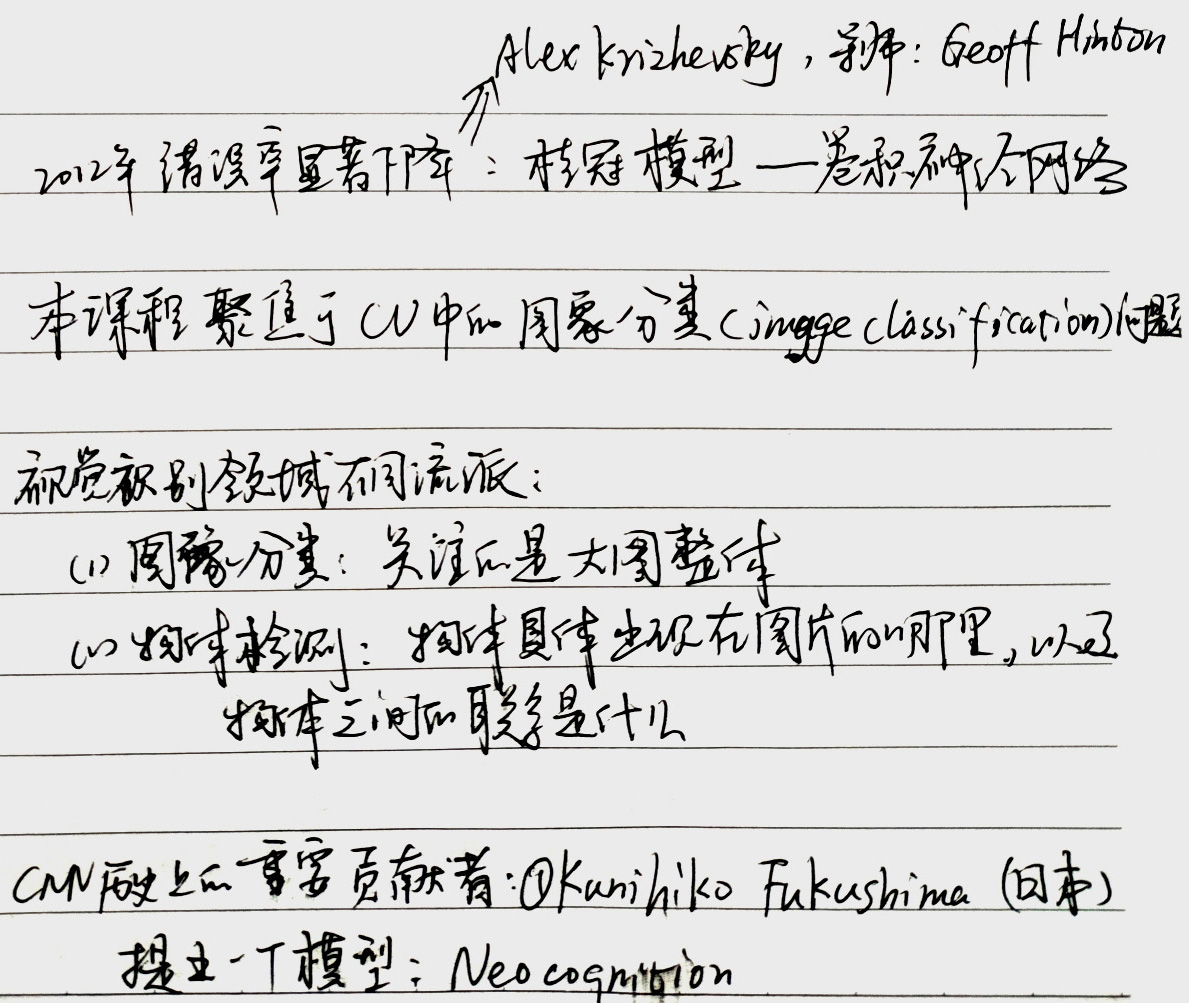 Alex Krizhevsky，导师：Geoff Hinton
2012年错误率显著下降：桂冠模型—卷积神经网络
本课程聚焦于CV中的图象分类(imgge classification)问题
视觉识别领域不同流派：
(1) 图像分类：关注的是大图整体
(2) 物体检测：物体具体出现在图片的哪里，以及
物体之间的联系是什么
CNN历史上的重要贡献者：①Kunihiko Fukushima（日本）
提出一个模型：Neocognition